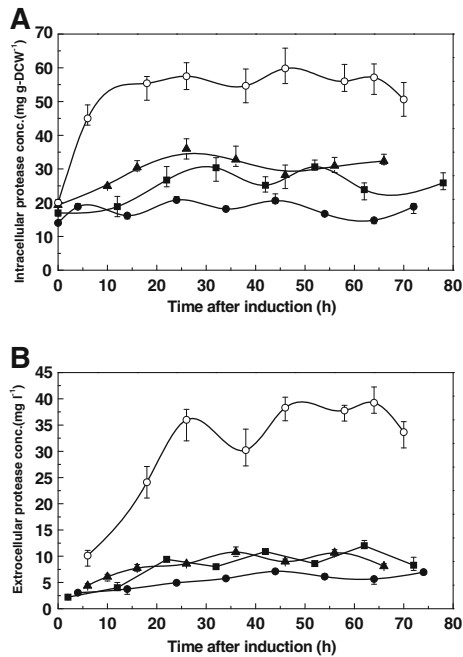 A
Intracellular protease conc.(mg g-DCW⁻¹)
70
60
50
40
30
20
10
0
0 10 20 30 40 50 60 70 80
Time after induction (h)
B
Extrocellular protease conc.(mg l⁻¹)
45
40
35
30
25
20
15
10
5
0
0 10 20 30 40 50 60 70 80
Time after induction (h)